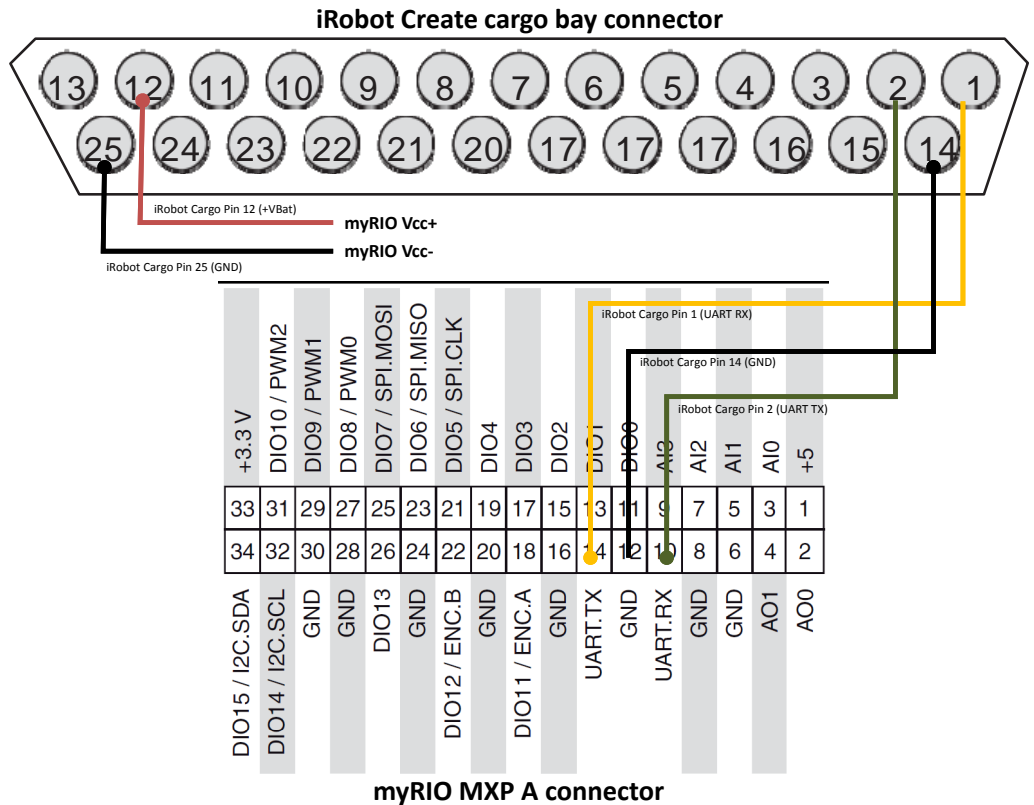 iRobot Create cargo bay connector
13 12 11 10 9 8 7 6 5 4 3 2 1
25 24 23 22 21 20 17 17 17 16 15 14
iRobot Cargo Pin 12 (+VBat)
myRIO Vcc+
myRIO Vcc-
iRobot Cargo Pin 25 (GND)
iRobot Cargo Pin 1 (UART RX)
iRobot Cargo Pin 14 (GND)
iRobot Cargo Pin 2 (UART TX)
+3.3 V
DIO10 / PWM2
DIO9 / PWM1
DIO8 / PWM0
DIO7 / SPI.MOSI
DIO6 / SPI.MISO
DIO5 / SPI.CLK
DIO4
DIO3
DIO2
DIO1
DIO0
AI3
AI2
AI1
AI0
+5
33 31 29 27 25 23 21 19 17 15 13 11 9 7 5 3 1
34 32 30 28 26 24 22 20 18 16 14 12 10 8 6 4 2
DIO15 / I2C.SDA
DIO14 / I2C.SCL
GND
GND
DIO13
GND
DIO12 / ENC.B
GND
DIO11 / ENC.A
GND
UART.TX
GND
UART.RX
GND
GND
AO1
AO0
myRIO MXP A connector